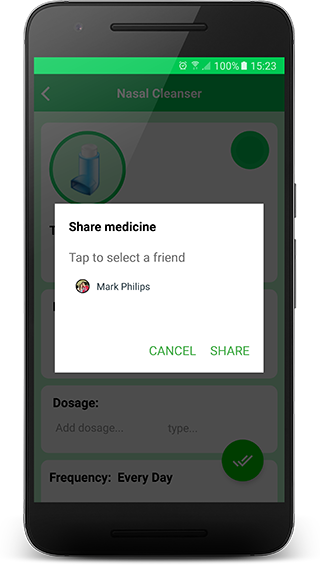 100% 15:23
Nasal Cleanser
T
Share medicine
Tap to select a friend
Mark Philips
CANCEL SHARE
Dosage:
Add dosage... type...
Frequency: Every Day